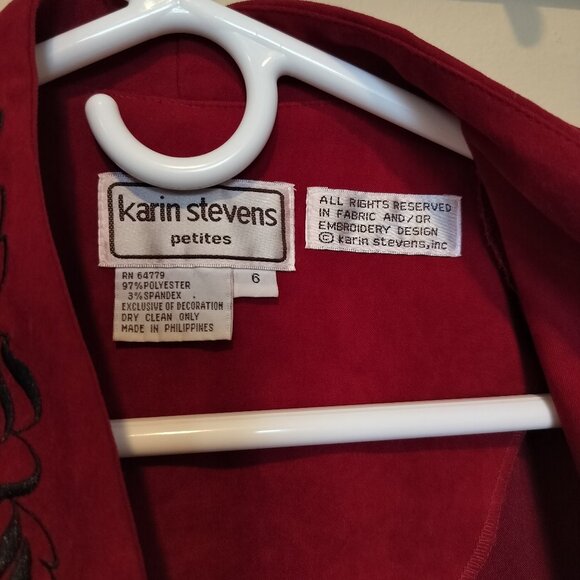 karin stevens
petites
ALL RIGHTS RESERVED
IN FABRIC AND/OR
EMBROIDERY DESIGN
© karin stevens, inc
RN 64779
97% POLYESTER
3% SPANDEX
EXCLUSIVE OF DECORATION
DRY CLEAN ONLY
MADE IN PHILIPPINES
6